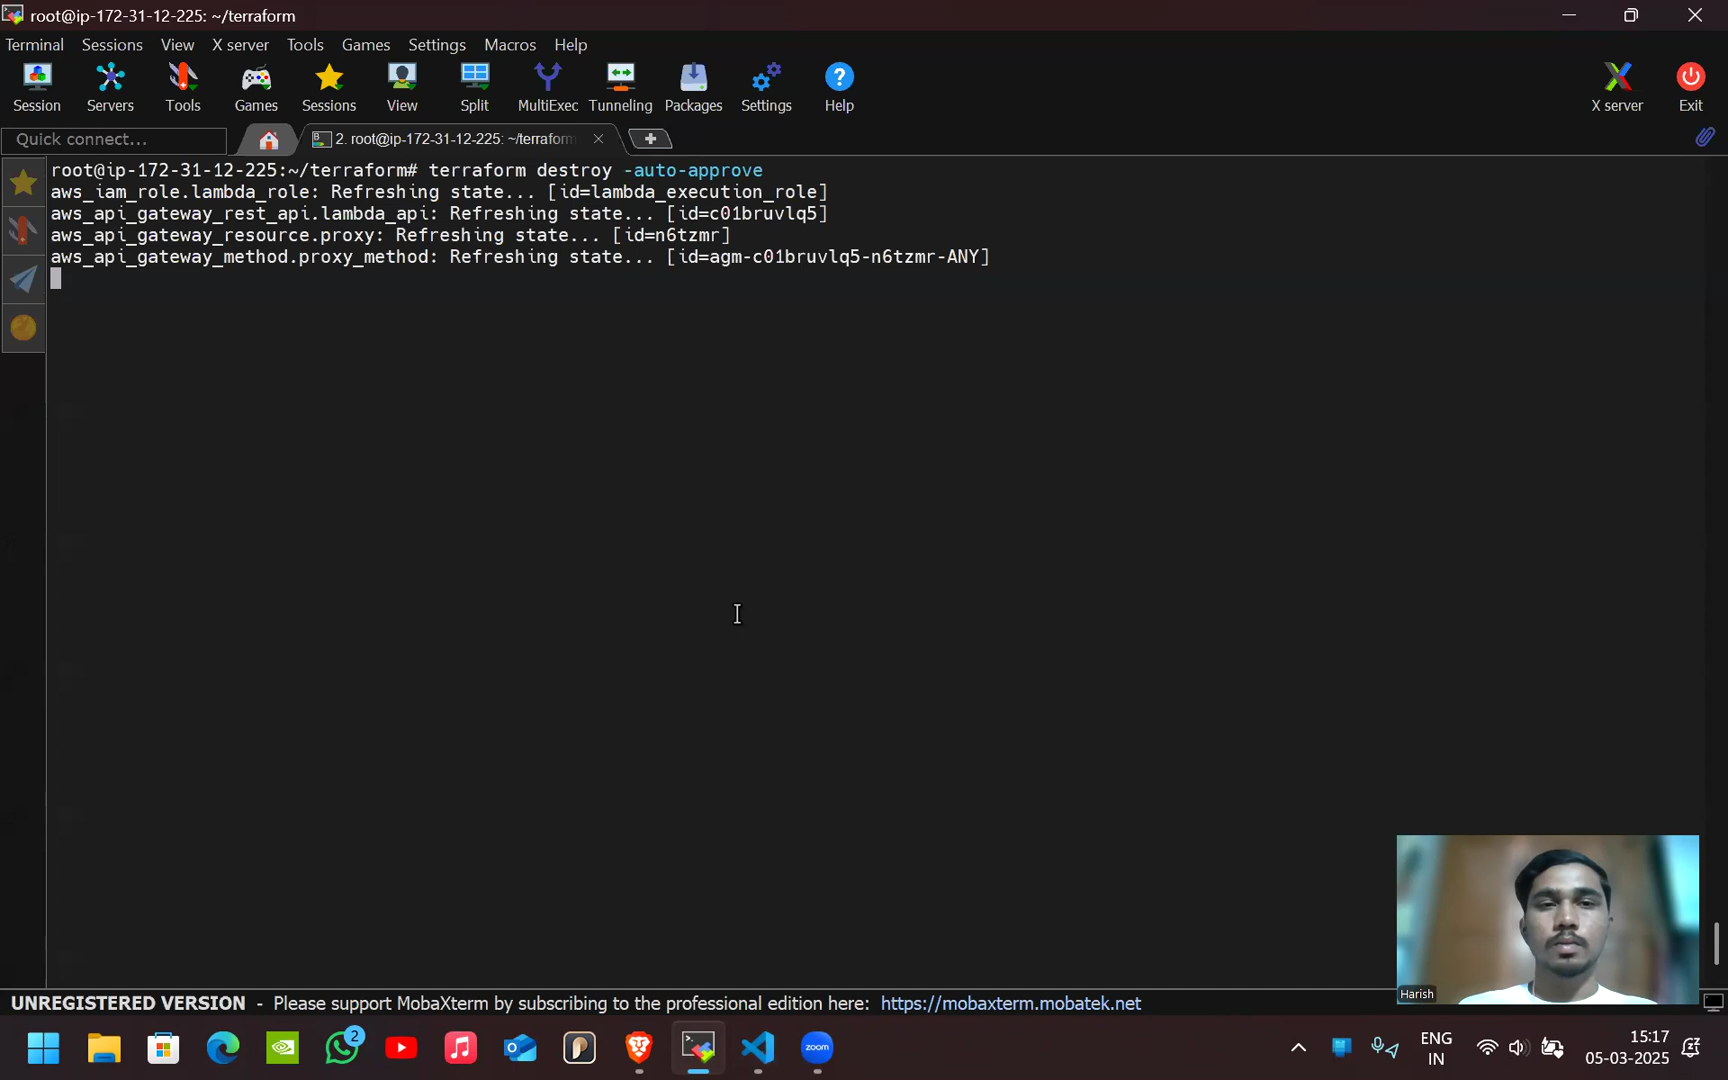 root@ip-172-31-12-225: ~/terraform
Terminal Sessions View X server Tools Games Settings Macros Help
Session Servers Tools Games Sessions View Split MultiExec Tunneling Packages Settings Help X server Exit
Quick connect... 2. root@ip-172-31-12-225: ~/terraform
root@ip-172-31-12-225:~/terraform# terraform destroy -auto-approve
aws_iam_role.lambda_role: Refreshing state... [id=lambda_execution_role]
aws_api_gateway_rest_api.lambda_api: Refreshing state... [id=c01bruvlq5]
aws_api_gateway_resource.proxy: Refreshing state... [id=n6tzmr]
aws_api_gateway_method.proxy_method: Refreshing state... [id=agm-c01bruvlq5-n6tzmr-ANY]
Harish
UNREGISTERED VERSION - Please support MobaXterm by subscribing to the professional edition here: https://mobaxterm.mobatek.net
2
zoom
ENG
IN
15:17
05-03-2025